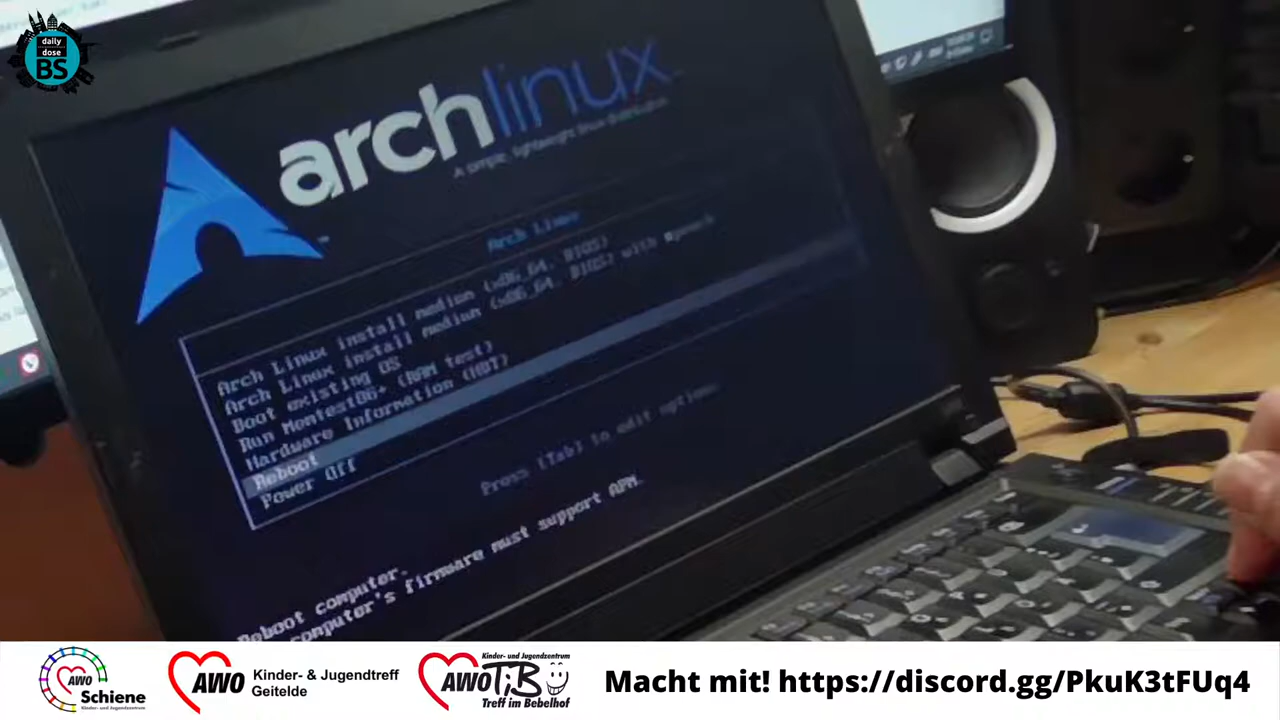 daily
dose
BS
archlinux
A simple, lightweight linux distribution
Arch Linux
Arch Linux install medium (x86_64, BIOS)
Arch Linux install medium (x86_64, BIOS) with speech
Boot existing OS
Run Memtest86+ (RAM test)
Hardware Information (HDT)
Reboot
Power Off
Press [Tab] to edit options
Reboot computer.
computer's firmware must support APM.
AWO
Schiene
Kinder- und Jugendzentrum
AWO
Kinder- & Jugendtreff
Geitelde
Kinder- und Jugendzentrum
AWO TiB
Treff im Bebelhof
Macht mit! https://discord.gg/PkuK3tFUq4